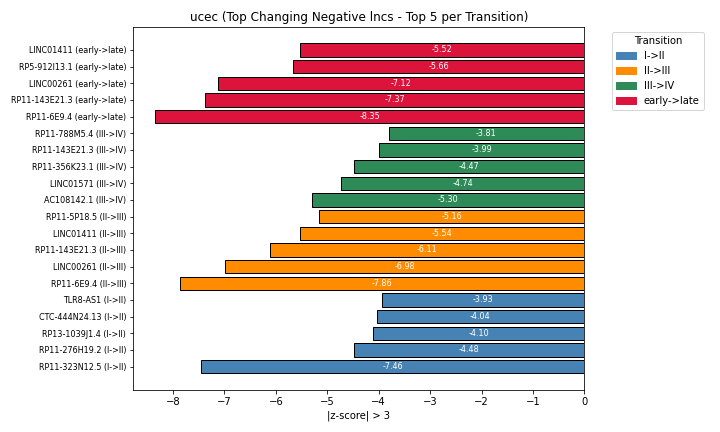 ucec (Top Changing Negative lncs - Top 5 per Transition)
LINC01411 (early->late) -5.52
RP5-912I13.1 (early->late) -5.66
LINC00261 (early->late) -7.12
RP11-143E21.3 (early->late) -7.37
RP11-6E9.4 (early->late) -8.35
RP11-788M5.4 (III->IV) -3.81
RP11-143E21.3 (III->IV) -3.99
RP11-356K23.1 (III->IV) -4.47
LINC01571 (III->IV) -4.74
AC108142.1 (III->IV) -5.30
RP11-5P18.5 (II->III) -5.16
LINC01411 (II->III) -5.54
RP11-143E21.3 (II->III) -6.11
LINC00261 (II->III) -6.98
RP11-6E9.4 (II->III) -7.86
TLR8-AS1 (I->II) -3.93
CTC-444N24.13 (I->II) -4.04
RP13-1039J1.4 (I->II) -4.10
RP11-276H19.2 (I->II) -4.48
RP11-323N12.5 (I->II) -7.46
−8 −7 −6 −5 −4 −3 −2 −1 0
|z-score| > 3
Transition
I->II
II->III
III->IV
early->late